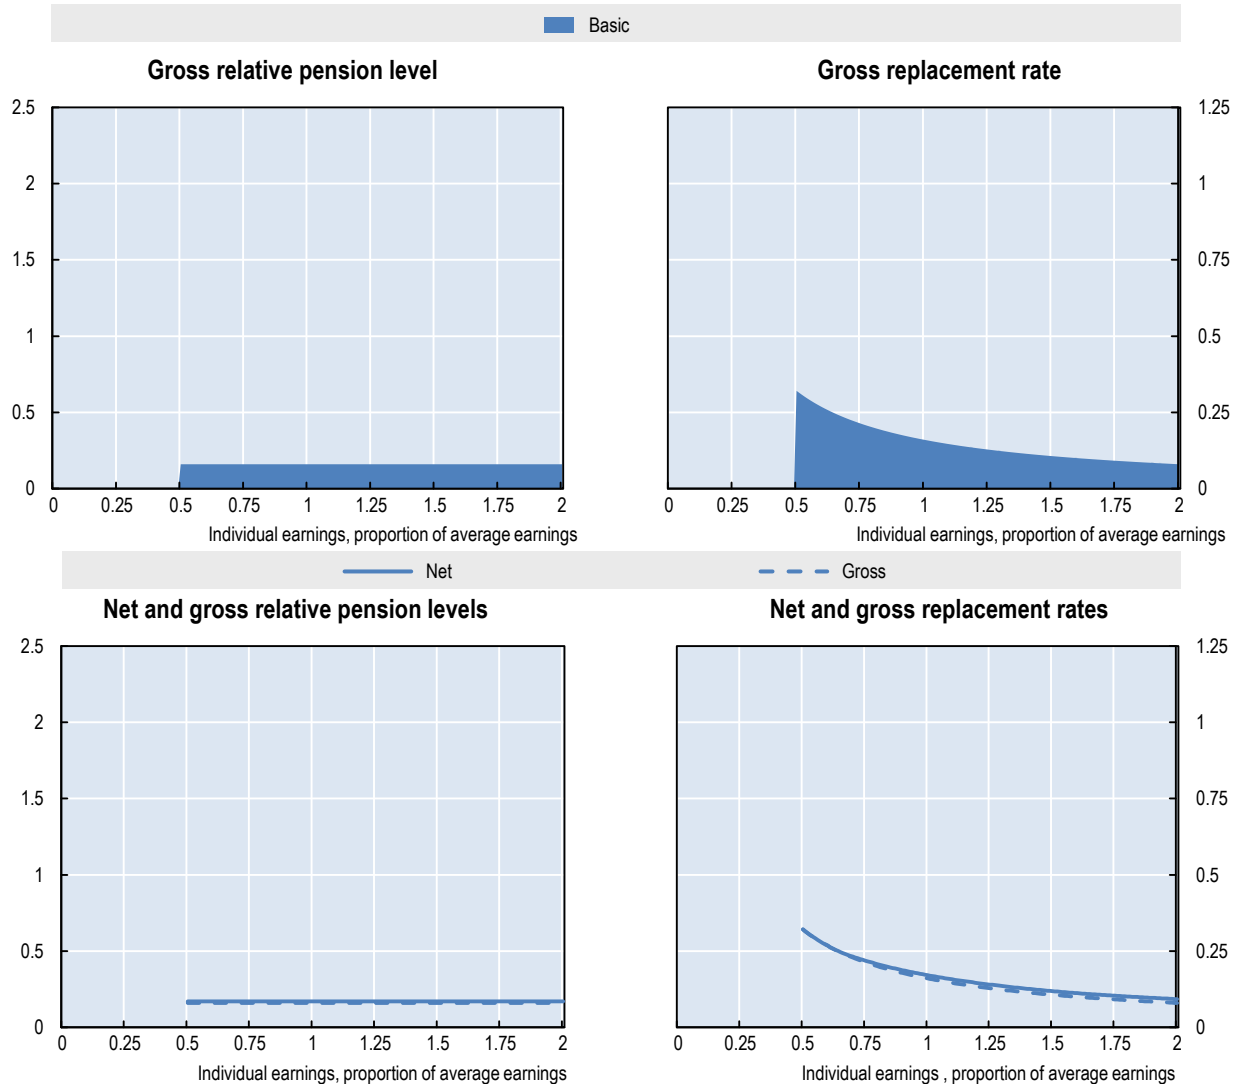 Basic
Gross relative pension level
2.5
2
1.5
1
0.5
0
0 0.25 0.5 0.75 1 1.25 1.5 1.75 2
Individual earnings, proportion of average earnings
Gross replacement rate
1.25
1
0.75
0.5
0.25
0
0 0.25 0.5 0.75 1 1.25 1.5 1.75 2
Individual earnings, proportion of average earnings
Net Gross
Net and gross relative pension levels
2.5
2
1.5
1
0.5
0
0 0.25 0.5 0.75 1 1.25 1.5 1.75 2
Individual earnings, proportion of average earnings
Net and gross replacement rates
1.25
1
0.75
0.5
0.25
0
0 0.25 0.5 0.75 1 1.25 1.5 1.75 2
Individual earnings , proportion of average earnings